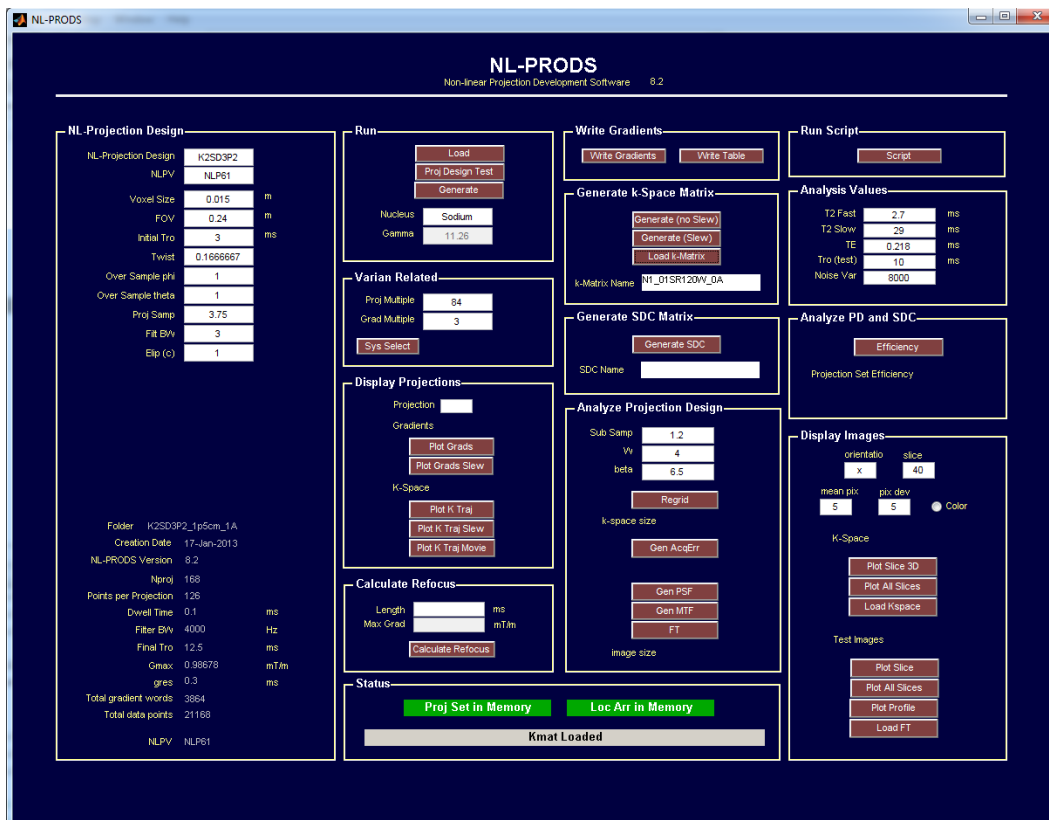 NL-PRODS
NL-PRODS
Non-linear Projection Development Software 8.2
NL-Projection Design
NL-Projection Design K2SD3P2
NLPV NLP61
Voxel Size 0.015 m
FOV 0.24 m
Initial Tro 3 ms
Twist 0.1666667
Over Sample phi 1
Over Sample theta 1
Proj Samp 3.75
Filt BW 3
Elip (c) 1
Folder K2SD3P2_1p5cm_1A
Creation Date 17-Jan-2013
NL-PRODS Version 8.2
Nproj 168
Points per Projection 126
Dwell Time 0.1 ms
Filter BW 4000 Hz
Final Tro 12.5 ms
Gmax 0.98678 mT/m
gres 0.3 ms
Total gradient words 3864
Total data points 21168
NLPV NLP61
Run
Load
Proj Design Test
Generate
Nucleus Sodium
Gamma 11.26
Varian Related
Proj Multiple 84
Grad Multiple 3
Sys Select
Display Projections
Projection
Gradients
Plot Grads
Plot Grads Slew
K-Space
Plot K Traj
Plot K Traj Slew
Plot K Traj Movie
Calculate Refocus
Length ms
Max Grad mT/m
Calculate Refocus
Status
Proj Set in Memory Loc Arr in Memory
Kmat Loaded
Write Gradients
Write Gradients Write Table
Generate k-Space Matrix
Generate (no Slew)
Generate (Slew)
Load k-Matrix
k-Matrix Name N1_01SR120W_0A
Generate SDC Matrix
Generate SDC
SDC Name
Analyze Projection Design
Sub Samp 1.2
W 4
beta 6.5
Regrid
k-space size
Gen AcqErr
Gen PSF
Gen MTF
FT
image size
Run Script
Script
Analysis Values
T2 Fast 2.7 ms
T2 Slow 29 ms
TE 0.218 ms
Tro (test) 10 ms
Noise Var 8000
Analyze PD and SDC
Efficiency
Projection Set Efficiency
Display Images
orientatio slice
x 40
mean pix pix dev
5 5 Color
K-Space
Plot Slice 3D
Plot All Slices
Load Kspace
Test Images
Plot Slice
Plot All Slices
Plot Profile
Load FT